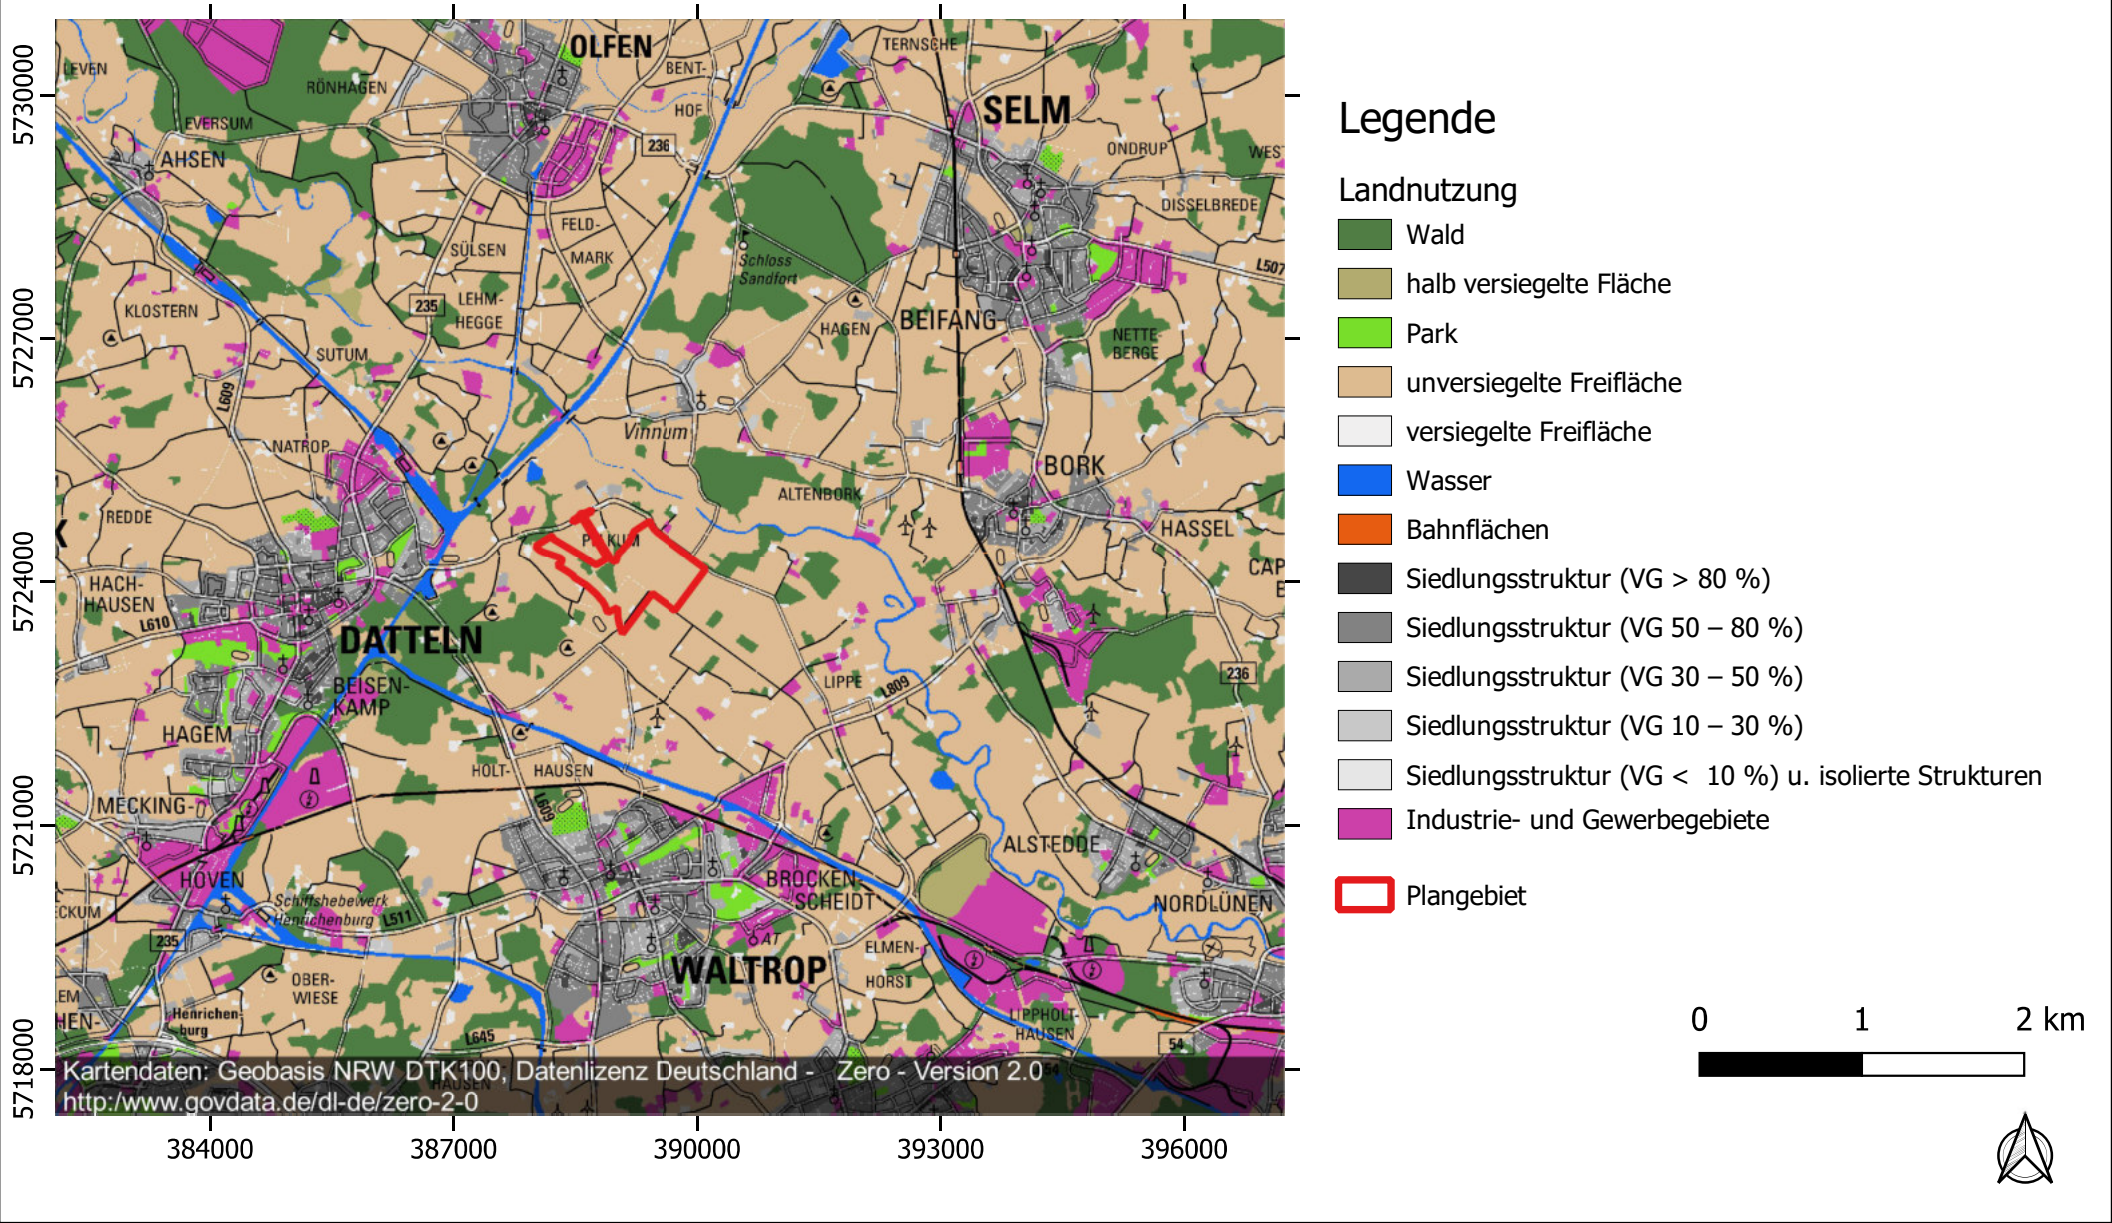 OLFEN
TERNSCHE
BENT-
HOF
LEVEN
RÖNHAGEN
5730000
EVERSUM
SELM
236
ONDRUP
AHSEN
DISSELBREDE
FELD-
MARK
SÜLSEN
Schloss
Sandfort
L507
235
LEHM-
HEGGE
KLOSTERN
HAGEN
BEIFANG
NETTE-
BERGE
5727000
SUTUM
L609
NATROP
Vinnum
BORK
ALTENBORK
REDDE
HASSEL
5724000
HACH-
HAUSEN
L610
DATTELN
BEISEN-
KAMP
LIPPE
L809
236
HAGEM
HOLT-
HAUSEN
L609
MECKING-
5721000
ALSTEDDE
HÖVEN
BROCKEN-
SCHEIDT
Schiffshebewerk
Henrichenburg
L511
ECKUM
NORDLÜNEN
235
AT
ELMEN-
HORST
WALTROP
OBER-
WIESE
LEM
HEN-
Henrichen-
burg
LIPPHOLT-
HAUSEN
L645
54
5718000
54
HAUSEN
Kartendaten: Geobasis NRW DTK100, Datenlizenz Deutschland - Zero - Version 2.0
http:/www.govdata.de/dl-de/zero-2-0
384000
387000
390000
393000
396000
Legende
Landnutzung
Wald
halb versiegelte Fläche
Park
unversiegelte Freifläche
versiegelte Freifläche
Wasser
Bahnflächen
Siedlungsstruktur (VG > 80 %)
Siedlungsstruktur (VG 50 – 80 %)
Siedlungsstruktur (VG 30 – 50 %)
Siedlungsstruktur (VG 10 – 30 %)
Siedlungsstruktur (VG < 10 %) u. isolierte Strukturen
Industrie- und Gewerbegebiete
Plangebiet
0 1 2 km